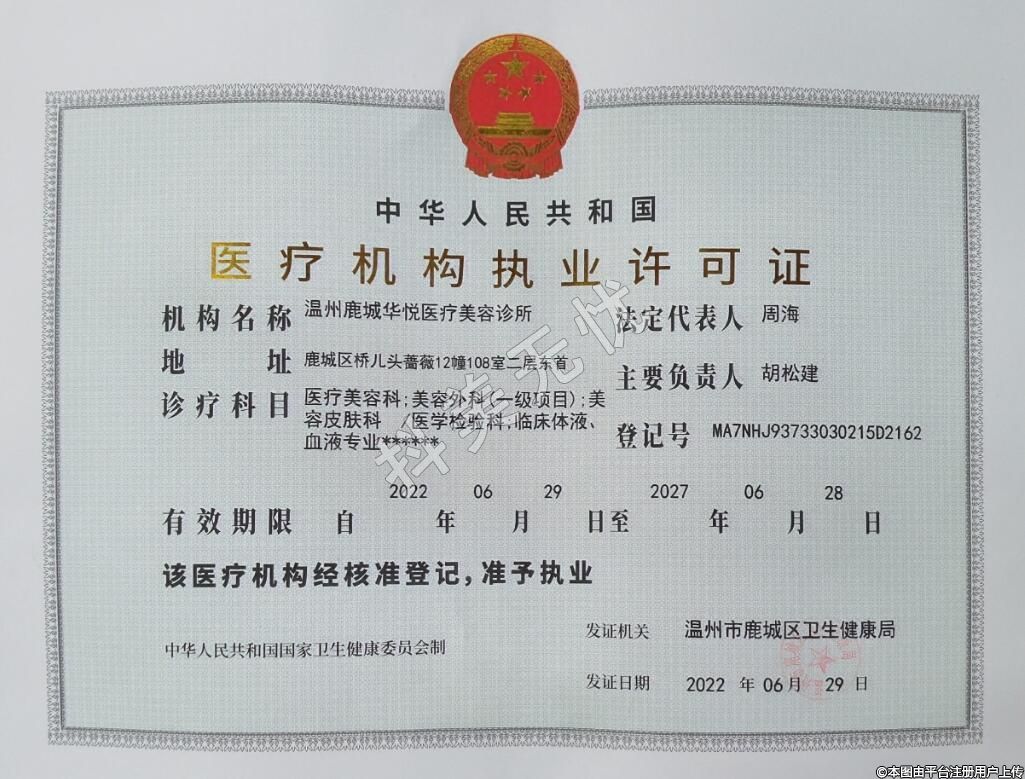 中华人民共和国
医疗机构执业许可证
机构名称 温州鹿城华悦医疗美容诊所
法定代表人 周海
地址 鹿城区桥儿头蔷薇12幢108室二层东首
主要负责人 胡松建
诊疗科目 医疗美容科;美容外科(一级项目);美
容皮肤科 /医学检验科;临床体液、
血液专业******
登记号 MA7NHJ93733030215D2162
有效期限 自 2022 年 06 月 29 日至 2027 年 06 月 28 日
该医疗机构经核准登记,准予执业
中华人民共和国国家卫生健康委员会制
发证机关 温州市鹿城区卫生健康局
发证日期 2022 年 06 月 29 日
抖美无忧
©本图由平台注册用户上传